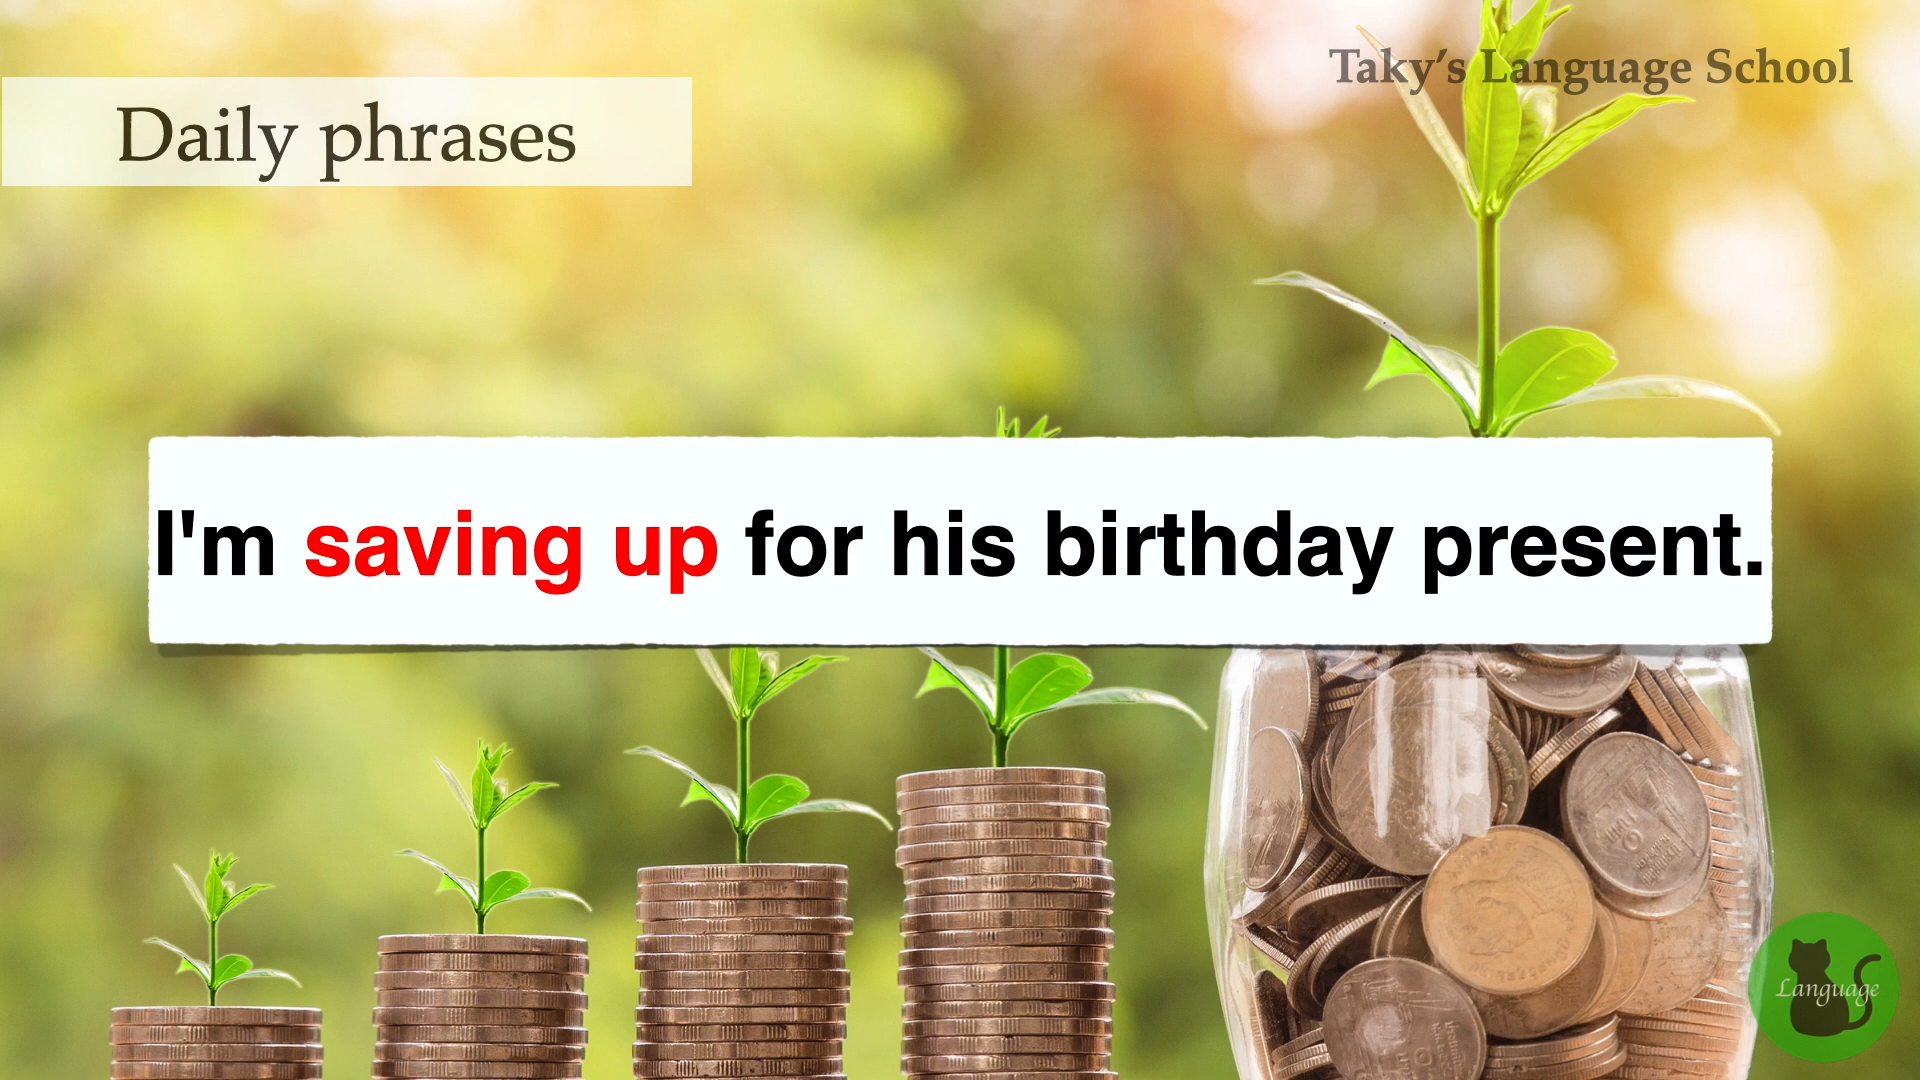 Taky’s Language School
Daily phrases
I'm saving up for his birthday present.
Language